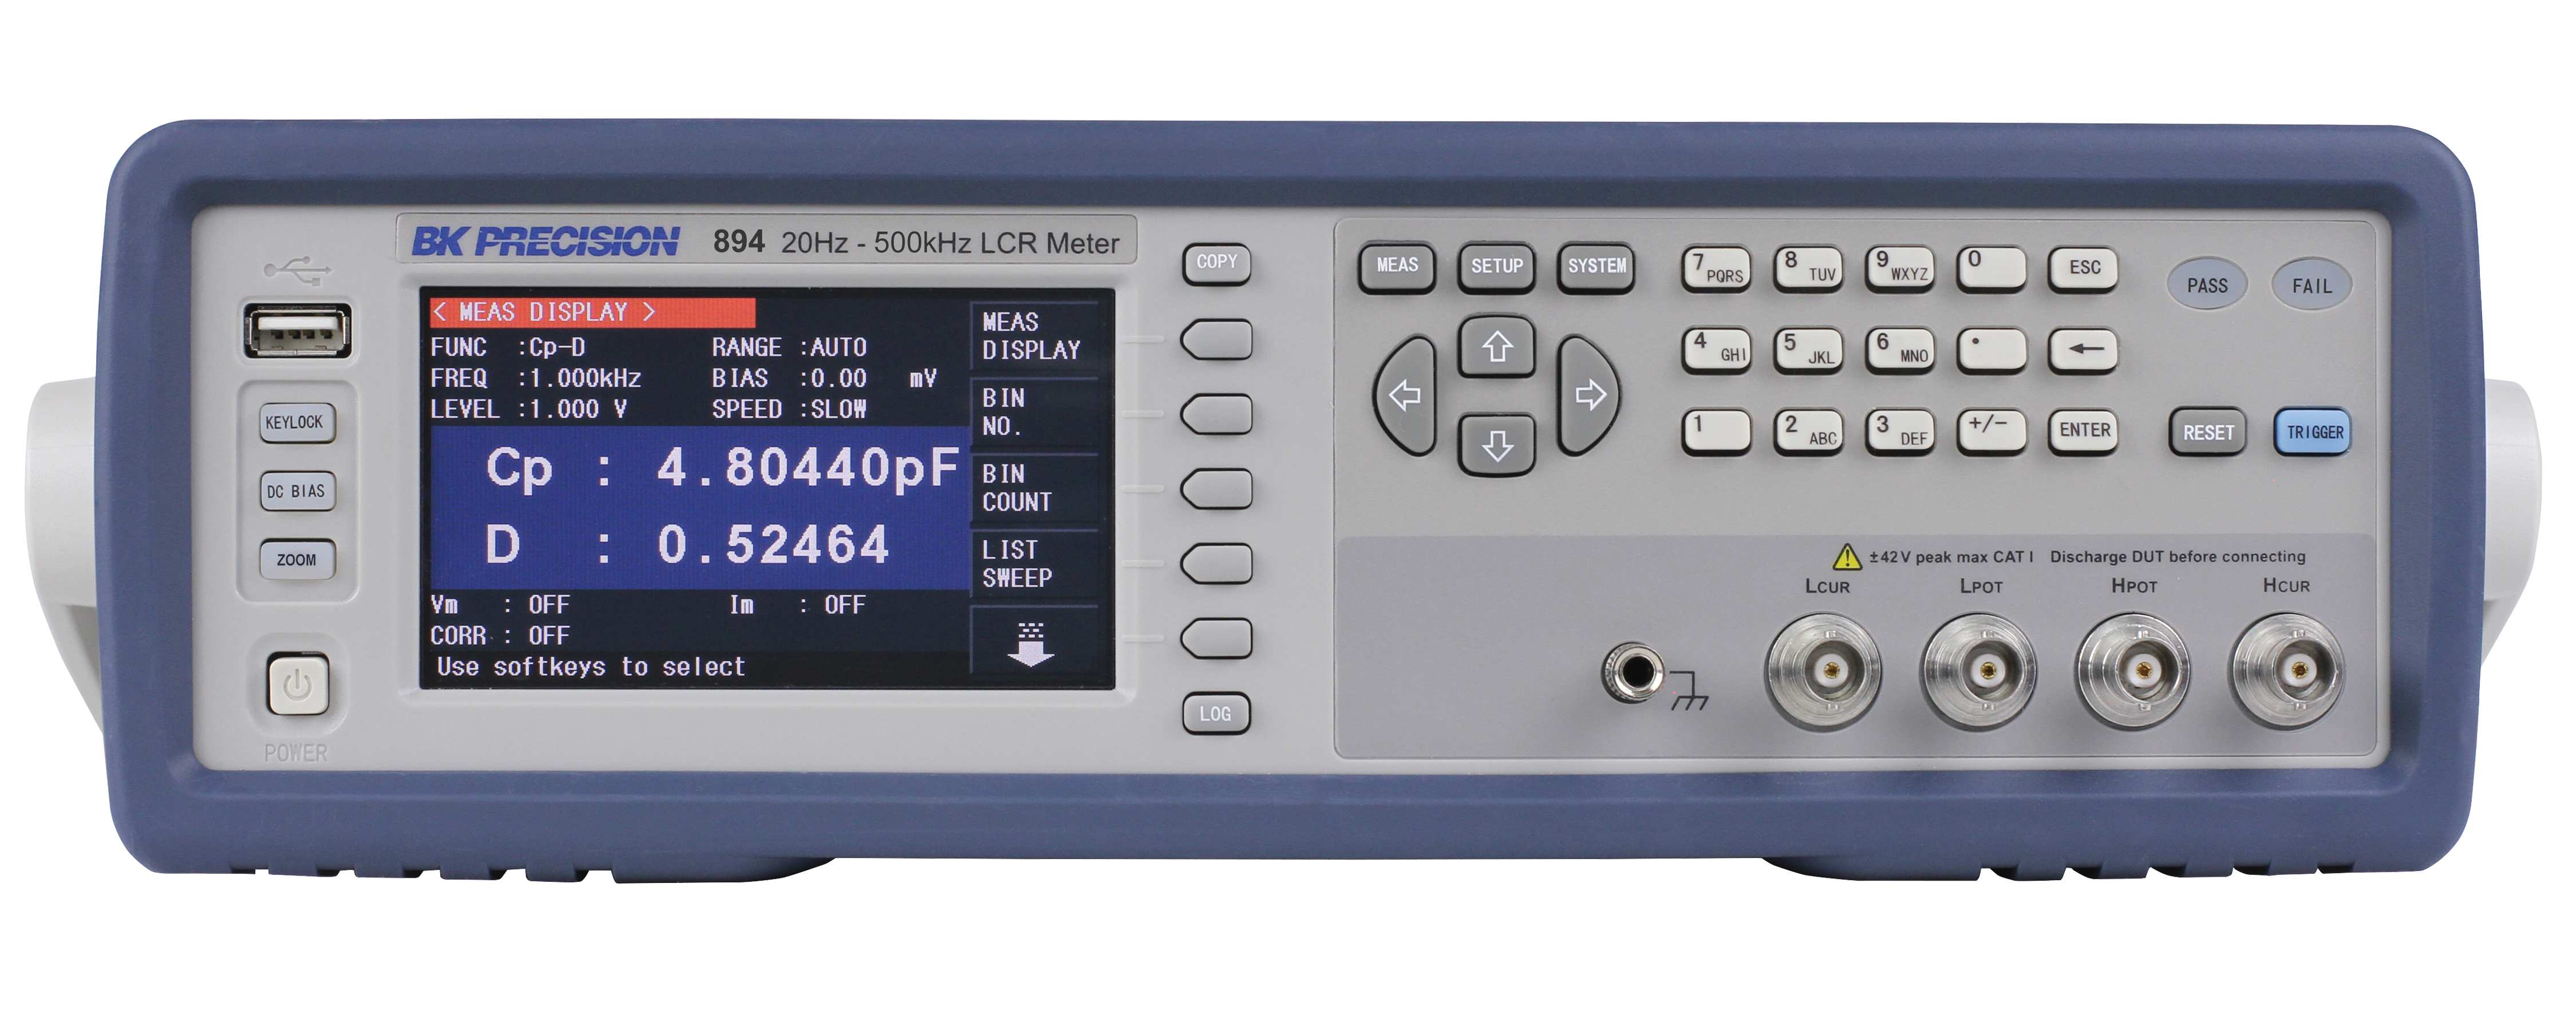 BK PRECISION 894 20Hz - 500kHz LCR Meter
< MEAS DISPLAY >
FUNC :Cp-D RANGE :AUTO
FREQ :1.000kHz BIAS :0.00 mV
LEVEL :1.000 V SPEED :SLOW
Cp : 4.80440pF
D : 0.52464
Vm : OFF Im : OFF
CORR : OFF
Use softkeys to select
MEAS
DISPLAY
BIN
NO.
BIN
COUNT
LIST
SWEEP
KEYLOCK
DC BIAS
ZOOM
POWER
COPY
LOG
MEAS SETUP SYSTEM
7 PQRS 8 TUV 9 WXYZ 0 ESC
4 GHI 5 JKL 6 MNO .
1 2 ABC 3 DEF +/- ENTER
PASS FAIL
RESET TRIGGER
±42V peak max CAT I Discharge DUT before connecting
LCUR LPOT HPOT HCUR